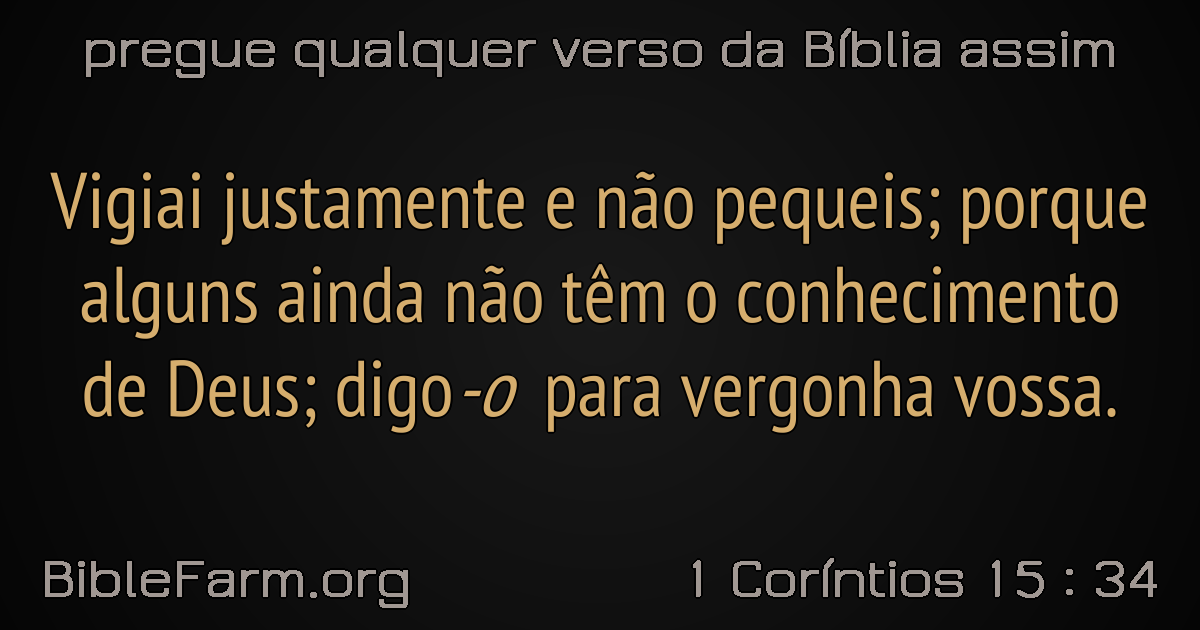 pregue qualquer verso da Bíblia assim
Vigiai justamente e não pequeis; porque
alguns ainda não têm o conhecimento
de Deus; digo-o para vergonha vossa.
BibleFarm.org
1 Coríntios 15 : 34